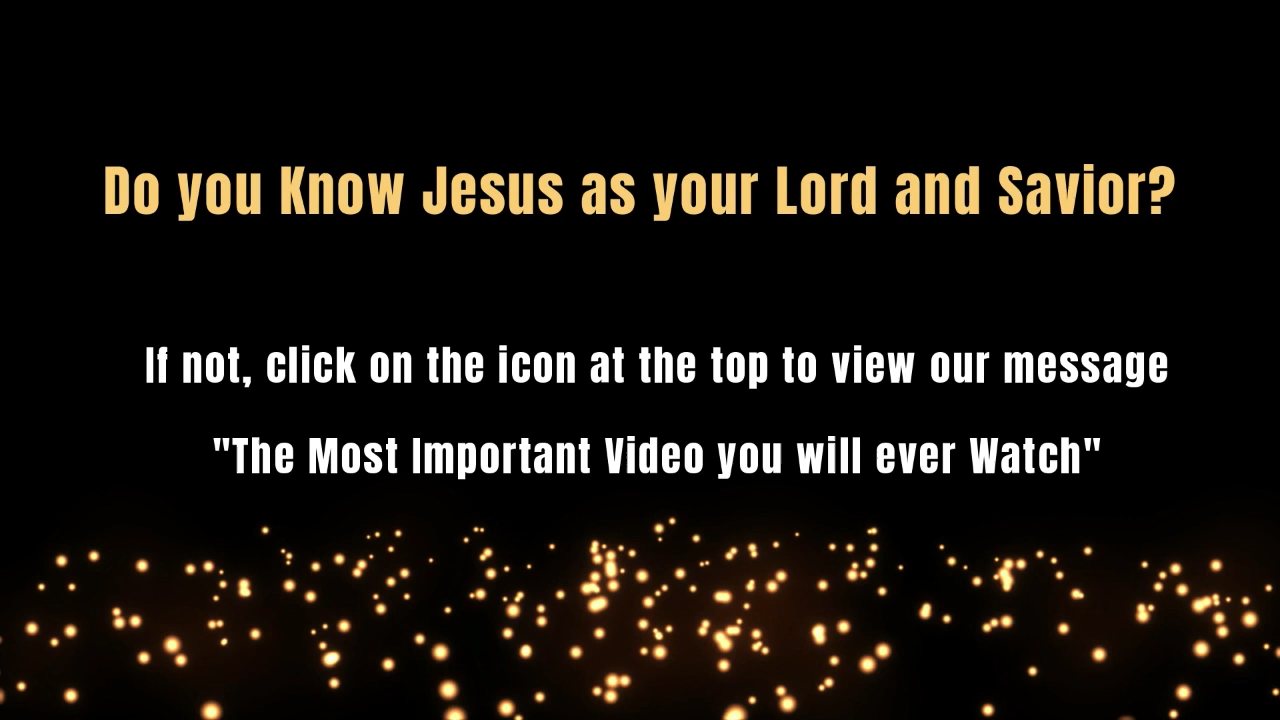 Do you Know Jesus as your Lord and Savior?
If not, click on the icon at the top to view our message
"The Most Important Video you will ever Watch"